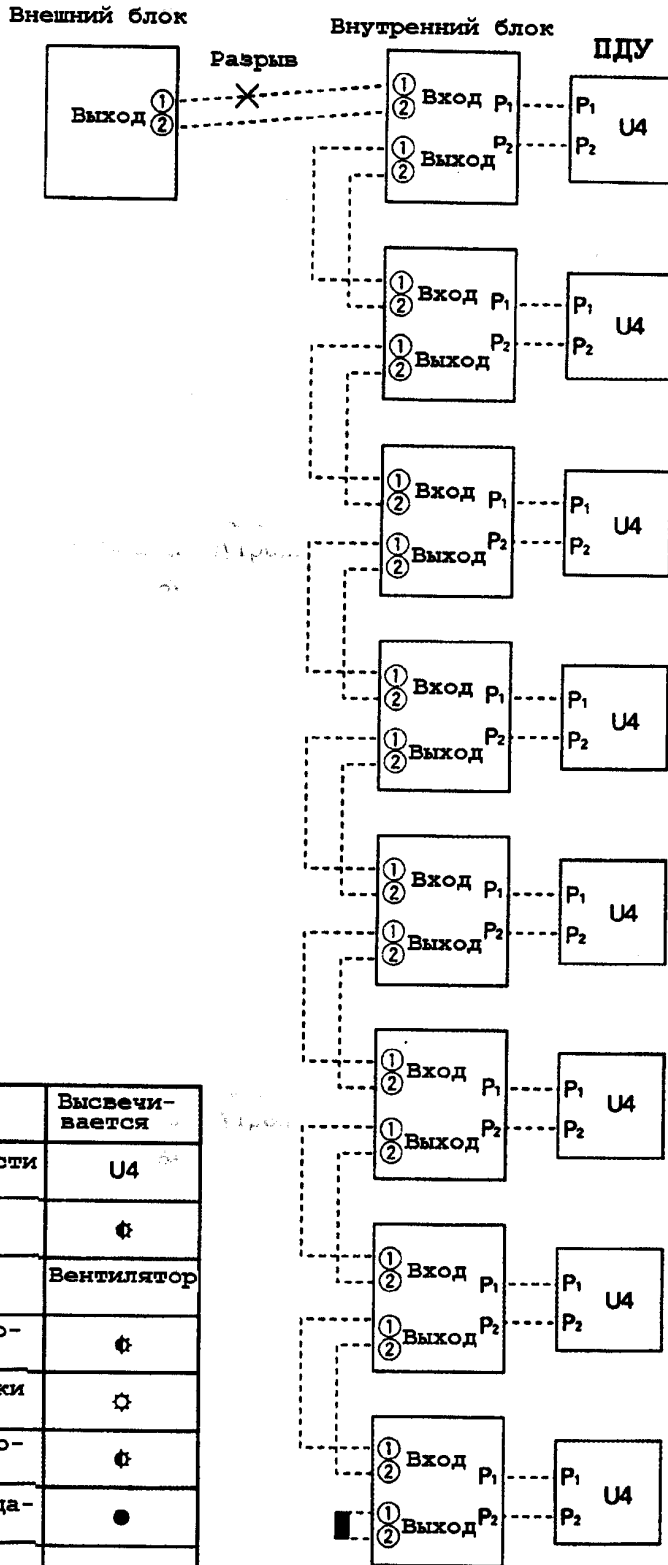 Внешний блок
Внутренний блок
ПДУ
Разрыв
Выход ① ②
① ② Вход P₁ P₂
① ② Выход
P₁ P₂ U4
① ② Вход P₁ P₂
① ② Выход
P₁ P₂ U4
① ② Вход P₁ P₂
① ② Выход
P₁ P₂ U4
① ② Вход P₁ P₂
① ② Выход
P₁ P₂ U4
① ② Вход P₁ P₂
① ② Выход
P₁ P₂ U4
① ② Вход P₁ P₂
① ② Выход
P₁ P₂ U4
① ② Вход P₁ P₂
① ② Выход
P₁ P₂ U4
① ② Вход P₁ P₂
① ② Выход
P₁ P₂ U4
Высвечи-
вается
сти U4
Вентилятор
о-
ки
о-
да-